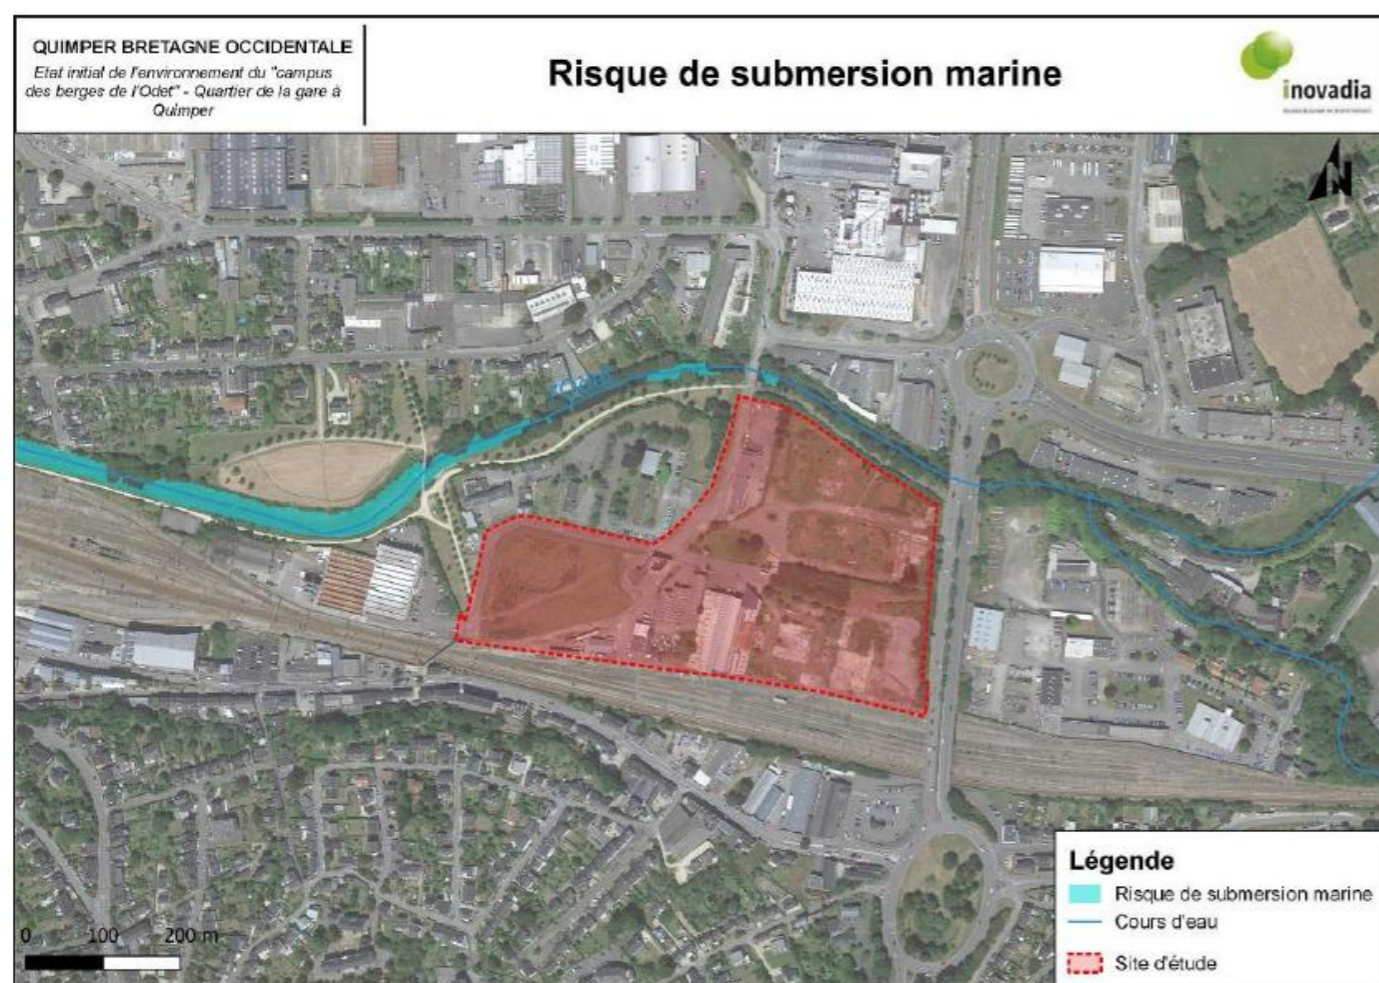 QUIMPER BRETAGNE OCCIDENTALE
Etat initial de l'environnement du "campus
des berges de l'Odet" - Quartier de la gare à
Quimper
Risque de submersion marine
inovadia
N
l'Odet
Légende
Risque de submersion marine
Cours d'eau
Site d'étude
0 100 200 m